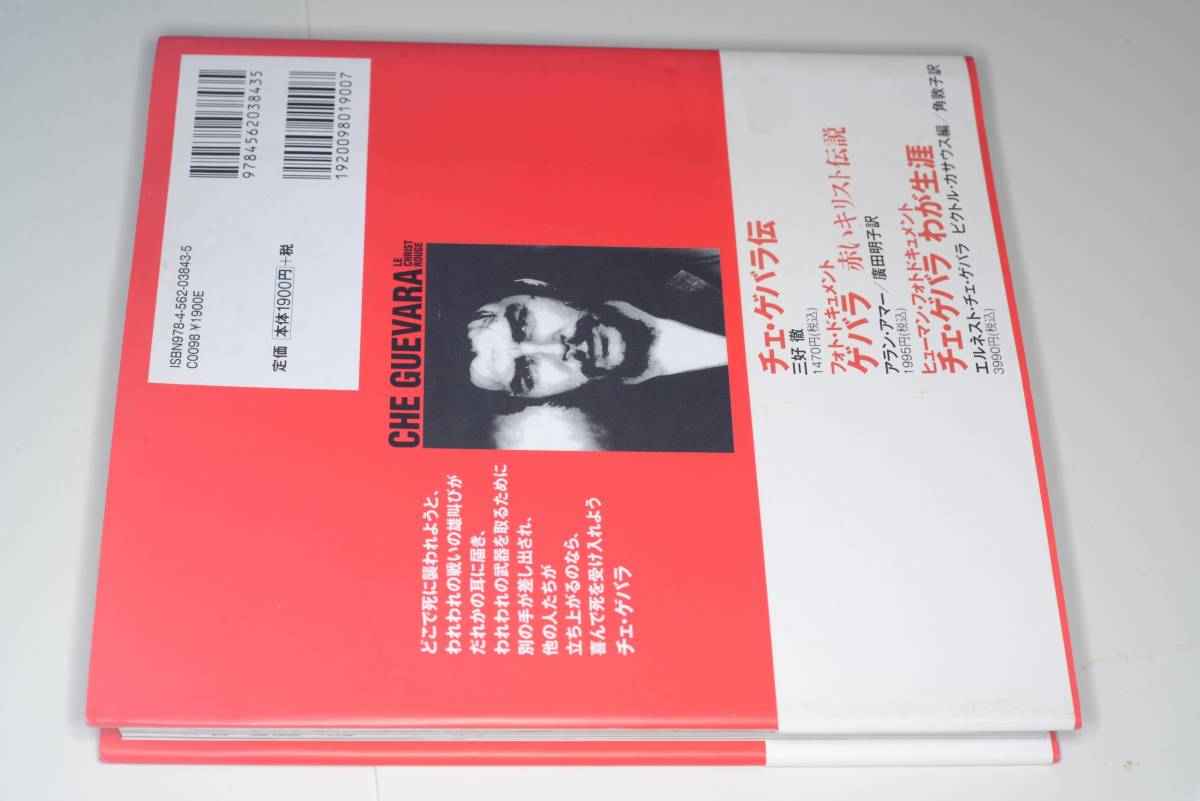 9784562038435
1920098019007
ISBN978-4-562-03843-5
C0098 ¥1900E
定価 本体1900円+税
CHE GUEVARA
LE
CHRIST
ROUGE
どこで死に襲われようと、
われわれの戦いの雄叫びが
だれかの耳に届き、
われわれの武器を取るために
別の手が差し出され、
他の人たちが
立ち上がるのなら、
喜んで死を受け入れよう
チェ・ゲバラ
チェ・ゲバラ伝
三好 徹
1470円(税込)
フォト・ドキュメント
ゲバラ 赤いキリスト伝説
アラン・アマー/廣田明子訳
1995円(税込)
ヒューマン・フォトドキュメント
チェ・ゲバラ わが生涯
エルネスト・チェ・ゲバラ ビクトル・カサウス編/角敦子訳
3990円(税込)